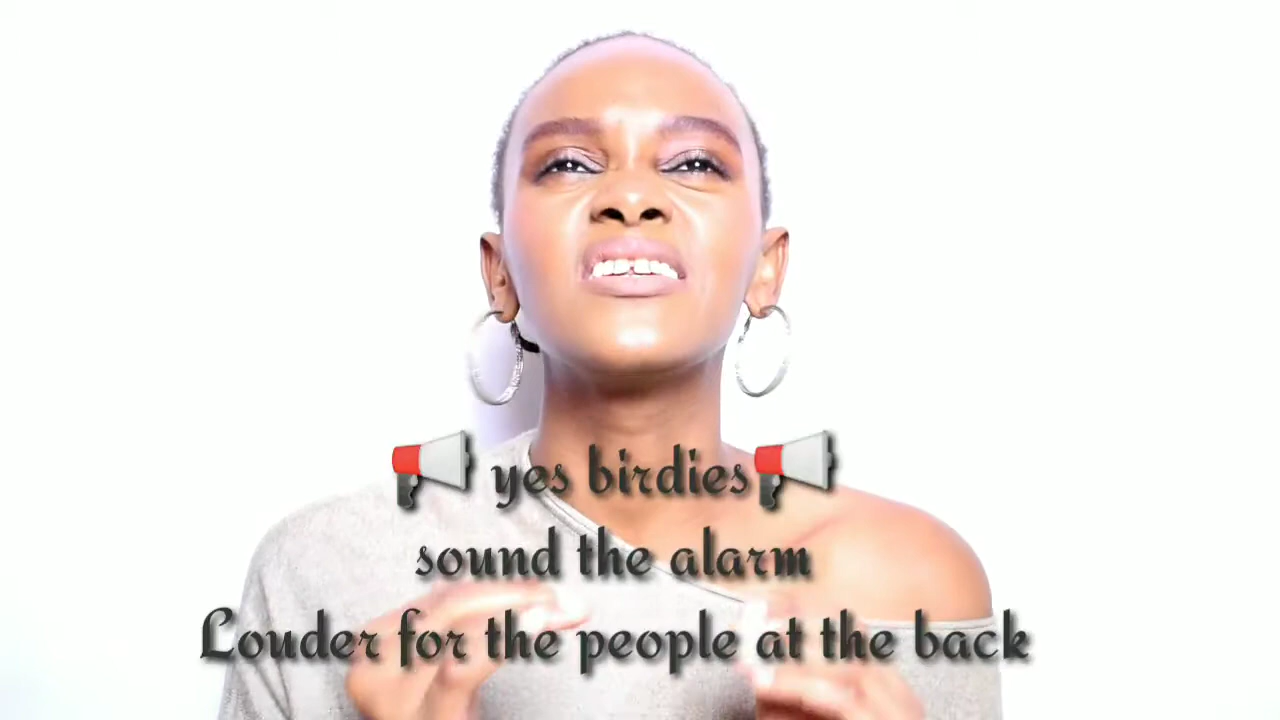 📢 yes birdies 📢
sound the alarm
Louder for the people at the back